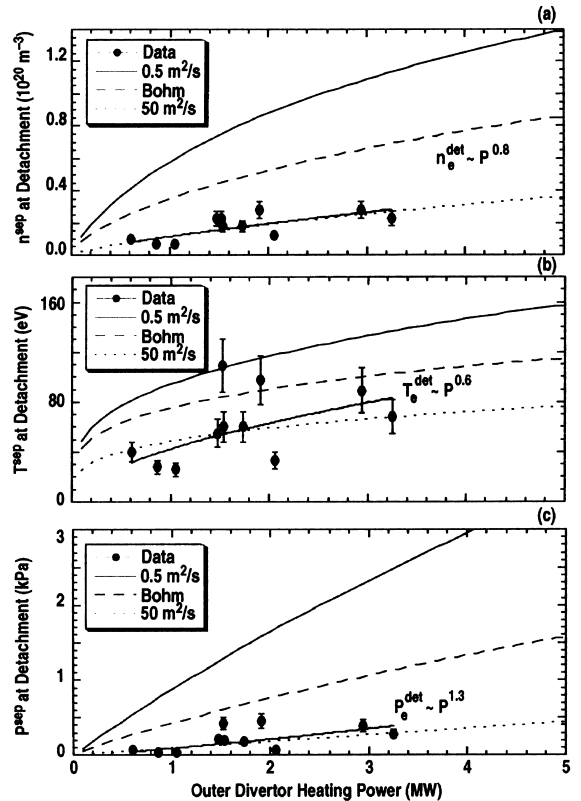 (a)
n^sep at Detachment (10^20 m^-3)
1.2
0.8
0.4
0.0
Data
0.5 m²/s
Bohm
50 m²/s
n_e^det ~ P^0.8
(b)
T^sep at Detachment (eV)
160
80
0
Data
0.5 m²/s
Bohm
50 m²/s
T_e^det ~ P^0.6
(c)
P^sep at Detachment (kPa)
3
2
1
0
Data
0.5 m²/s
Bohm
50 m²/s
P_e^det ~ P^1.3
0 1 2 3 4 5
Outer Divertor Heating Power (MW)